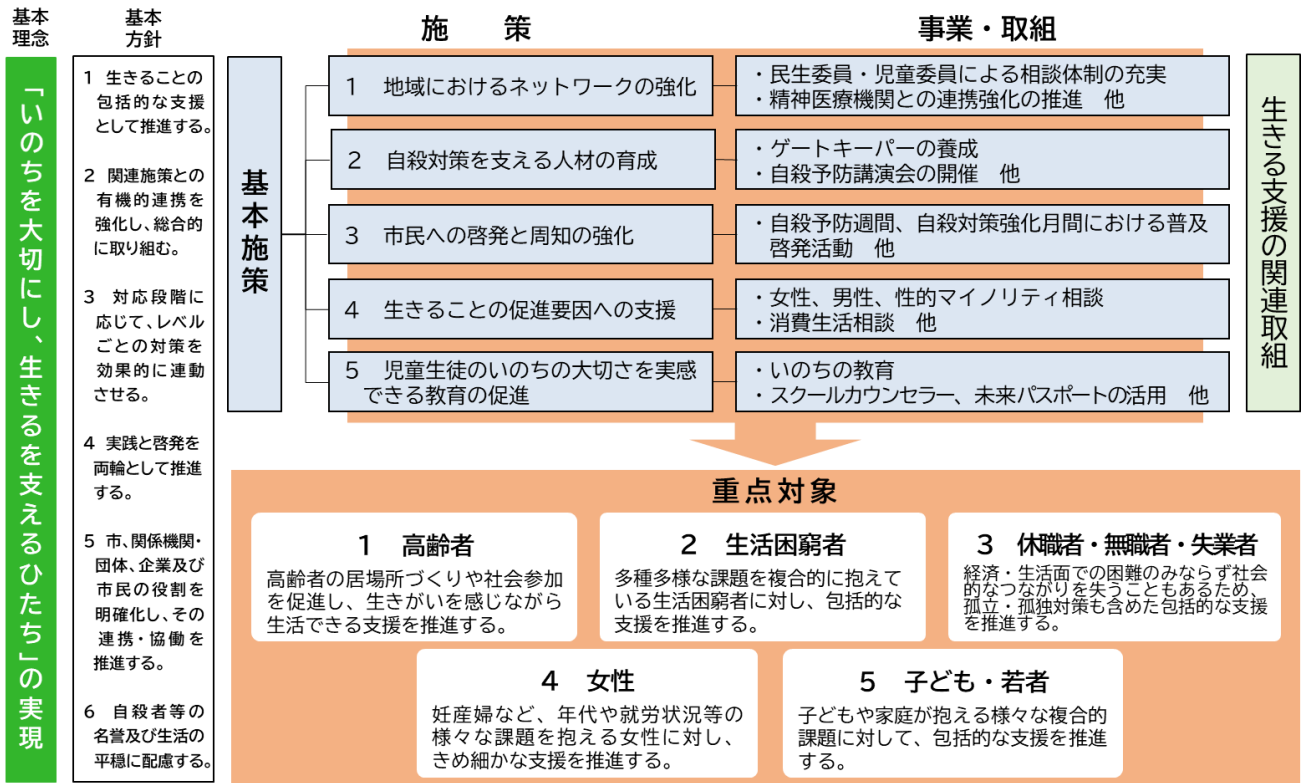 基本
理念
「いのちを大切にし、生きるを支えるひたち」の実現
基本
方針
1 生きることの
包括的な支援
として推進する。
2 関連施策との
有機的連携を
強化し、総合的
に取り組む。
3 対応段階に
応じて、レベル
ごとの対策を
効果的に連動
させる。
4 実践と啓発を
両輪として推進
する。
5 市、関係機関・
団体、企業及び
市民の役割を
明確化し、その
連携・協働を
推進する。
6 自殺者等の
名誉及び生活の
平穏に配慮する。
基本施策
施 策
事業・取組
1 地域におけるネットワークの強化
・民生委員・児童委員による相談体制の充実
・精神医療機関との連携強化の推進 他
2 自殺対策を支える人材の育成
・ゲートキーパーの養成
・自殺予防講演会の開催 他
3 市民への啓発と周知の強化
・自殺予防週間、自殺対策強化月間における普及
啓発活動 他
4 生きることの促進要因への支援
・女性、男性、性的マイノリティ相談
・消費生活相談 他
5 児童生徒のいのちの大切さを実感
できる教育の促進
・いのちの教育
・スクールカウンセラー、未来パスポートの活用 他
生きる支援の関連取組
重点対象
1 高齢者
高齢者の居場所づくりや社会参加
を促進し、生きがいを感じながら
生活できる支援を推進する。
2 生活困窮者
多種多様な課題を複合的に抱えて
いる生活困窮者に対し、包括的な
支援を推進する。
3 休職者・無職者・失業者
経済・生活面での困難のみならず社会
的なつながりを失うこともあるため、
孤立・孤独対策も含めた包括的な支援
を推進する。
4 女性
妊産婦など、年代や就労状況等の
様々な課題を抱える女性に対し、
きめ細かな支援を推進する。
5 子ども・若者
子どもや家庭が抱える様々な複合的
課題に対して、包括的な支援を推進
する。